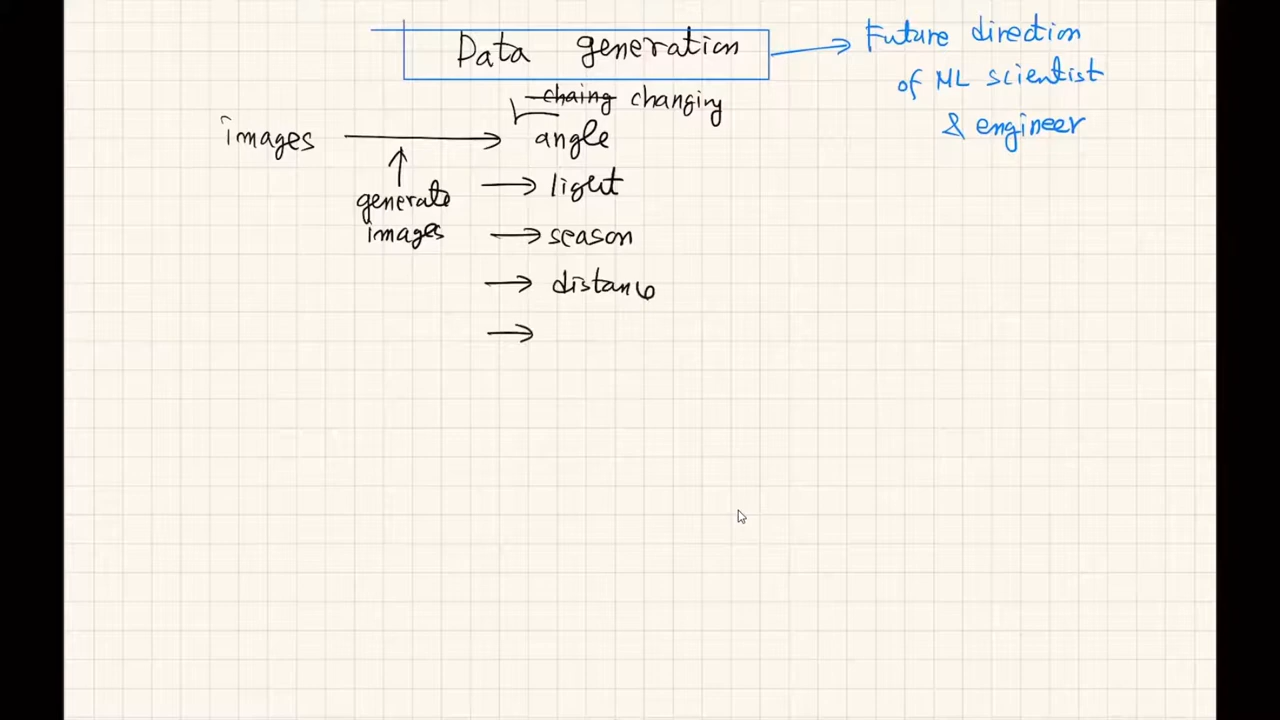 Data generation
Future direction
of ML scientist
& engineer
chaing changing
images
angle
generate
images
light
season
distance